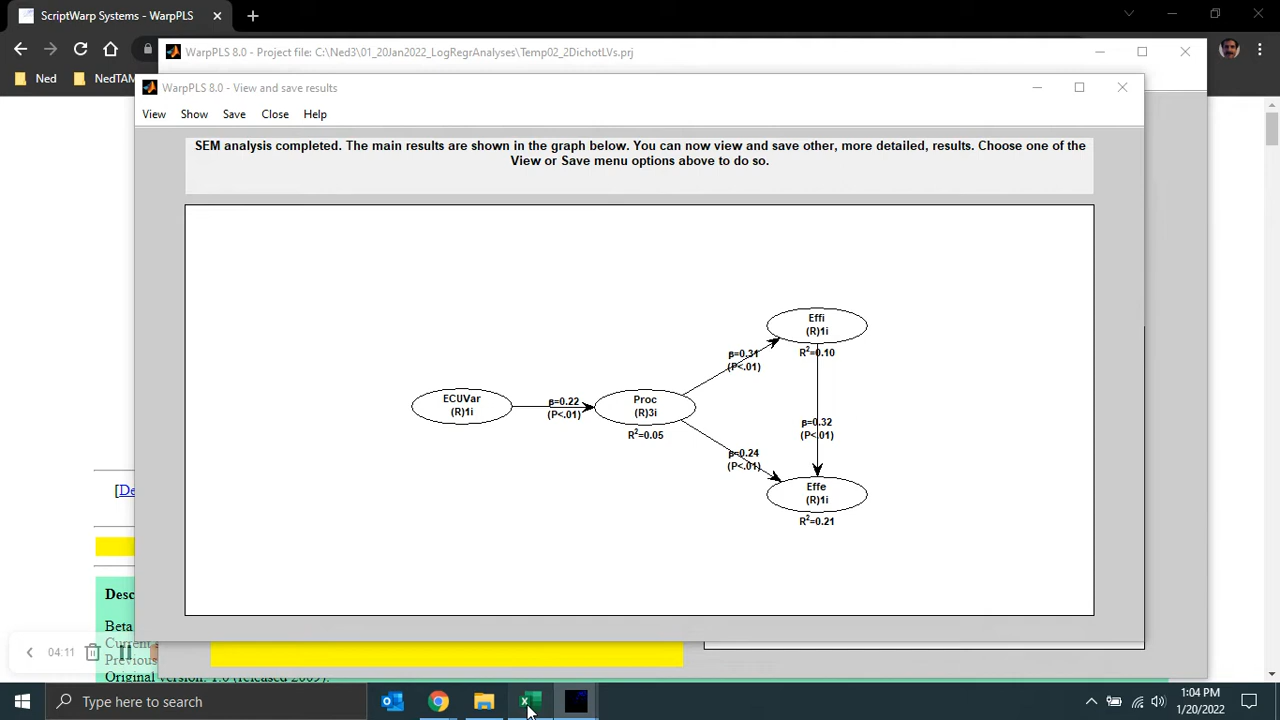 ScriptWarp Systems - WarpPLS
WarpPLS 8.0 - Project file: C:\Ned3\01_20Jan2022_LogRegrAnalyses\Temp02_2DichotLVs.prj
Ned
NedTAM
WarpPLS 8.0 - View and save results
View Show Save Close Help
SEM analysis completed. The main results are shown in the graph below. You can now view and save other, more detailed, results. Choose one of the
View or Save menu options above to do so.
Effi
(R)1i
R²=0.10
β=0.31
(P<.01)
ECUVar
(R)1i
β=0.22
(P<.01)
Proc
(R)3i
R²=0.05
β=0.32
(P<.01)
β=0.24
(P<.01)
Effe
(R)1i
R²=0.21
[De
Desc
Beta
Current
Previous
Original version: 1.0 (released 2009).
04:11
Type here to search
1:04 PM
1/20/2022